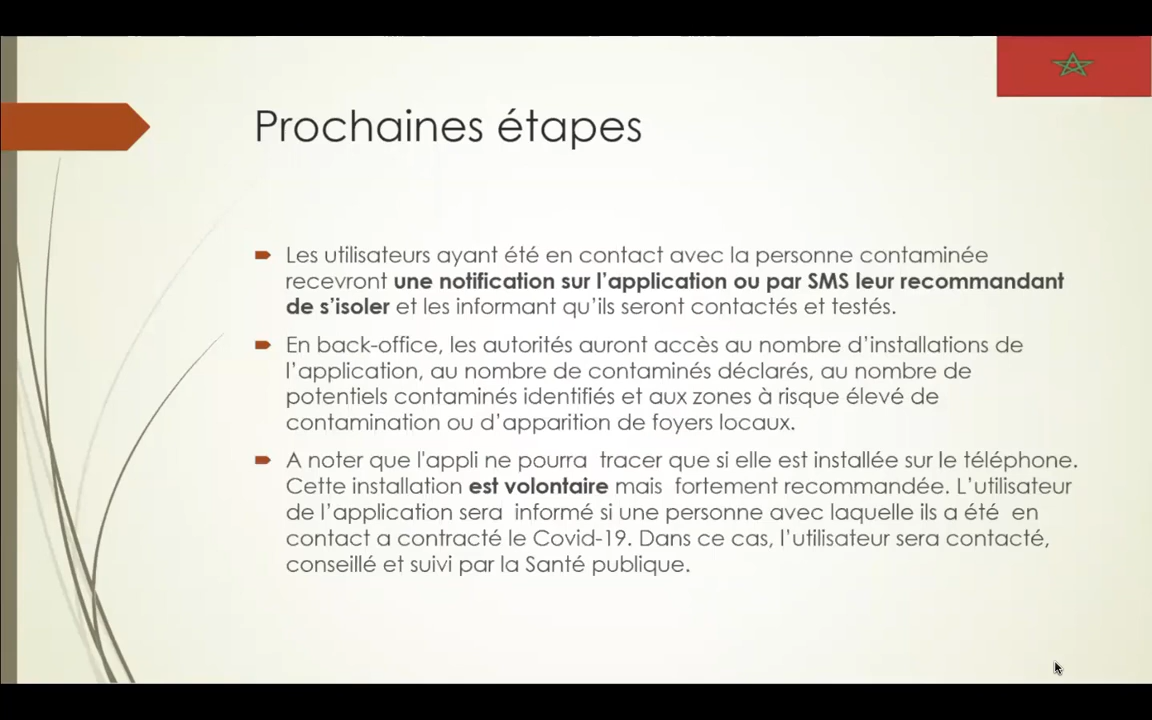 Prochaines étapes
Les utilisateurs ayant été en contact avec la personne contaminée
recevront une notification sur l'application ou par SMS leur recommandant
de s'isoler et les informant qu'ils seront contactés et testés.
En back-office, les autorités auront accès au nombre d'installations de
l'application, au nombre de contaminés déclarés, au nombre de
potentiels contaminés identifiés et aux zones à risque élevé de
contamination ou d'apparition de foyers locaux.
A noter que l'appli ne pourra  tracer que si elle est installée sur le téléphone.
Cette installation est volontaire mais  fortement recommandée. L'utilisateur
de l'application sera  informé si une personne avec laquelle ils a été  en
contact a contracté le Covid-19. Dans ce cas, l'utilisateur sera contacté,
conseillé et suivi par la Santé publique.